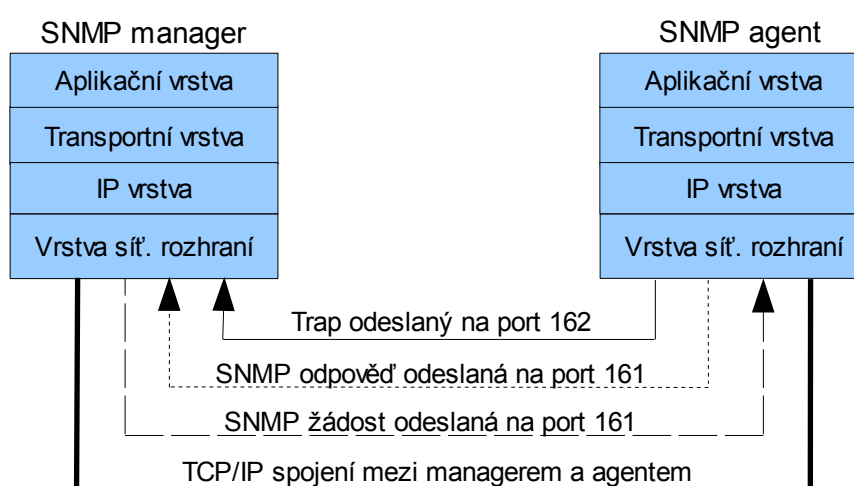 SNMP manager
Aplikační vrstva
Transportní vrstva
IP vrstva
Vrstva síť. rozhraní
SNMP agent
Aplikační vrstva
Transportní vrstva
IP vrstva
Vrstva síť. rozhraní
Trap odeslaný na port 162
SNMP odpověď odeslaná na port 161
SNMP žádost odeslaná na port 161
TCP/IP spojení mezi managerem a agentem